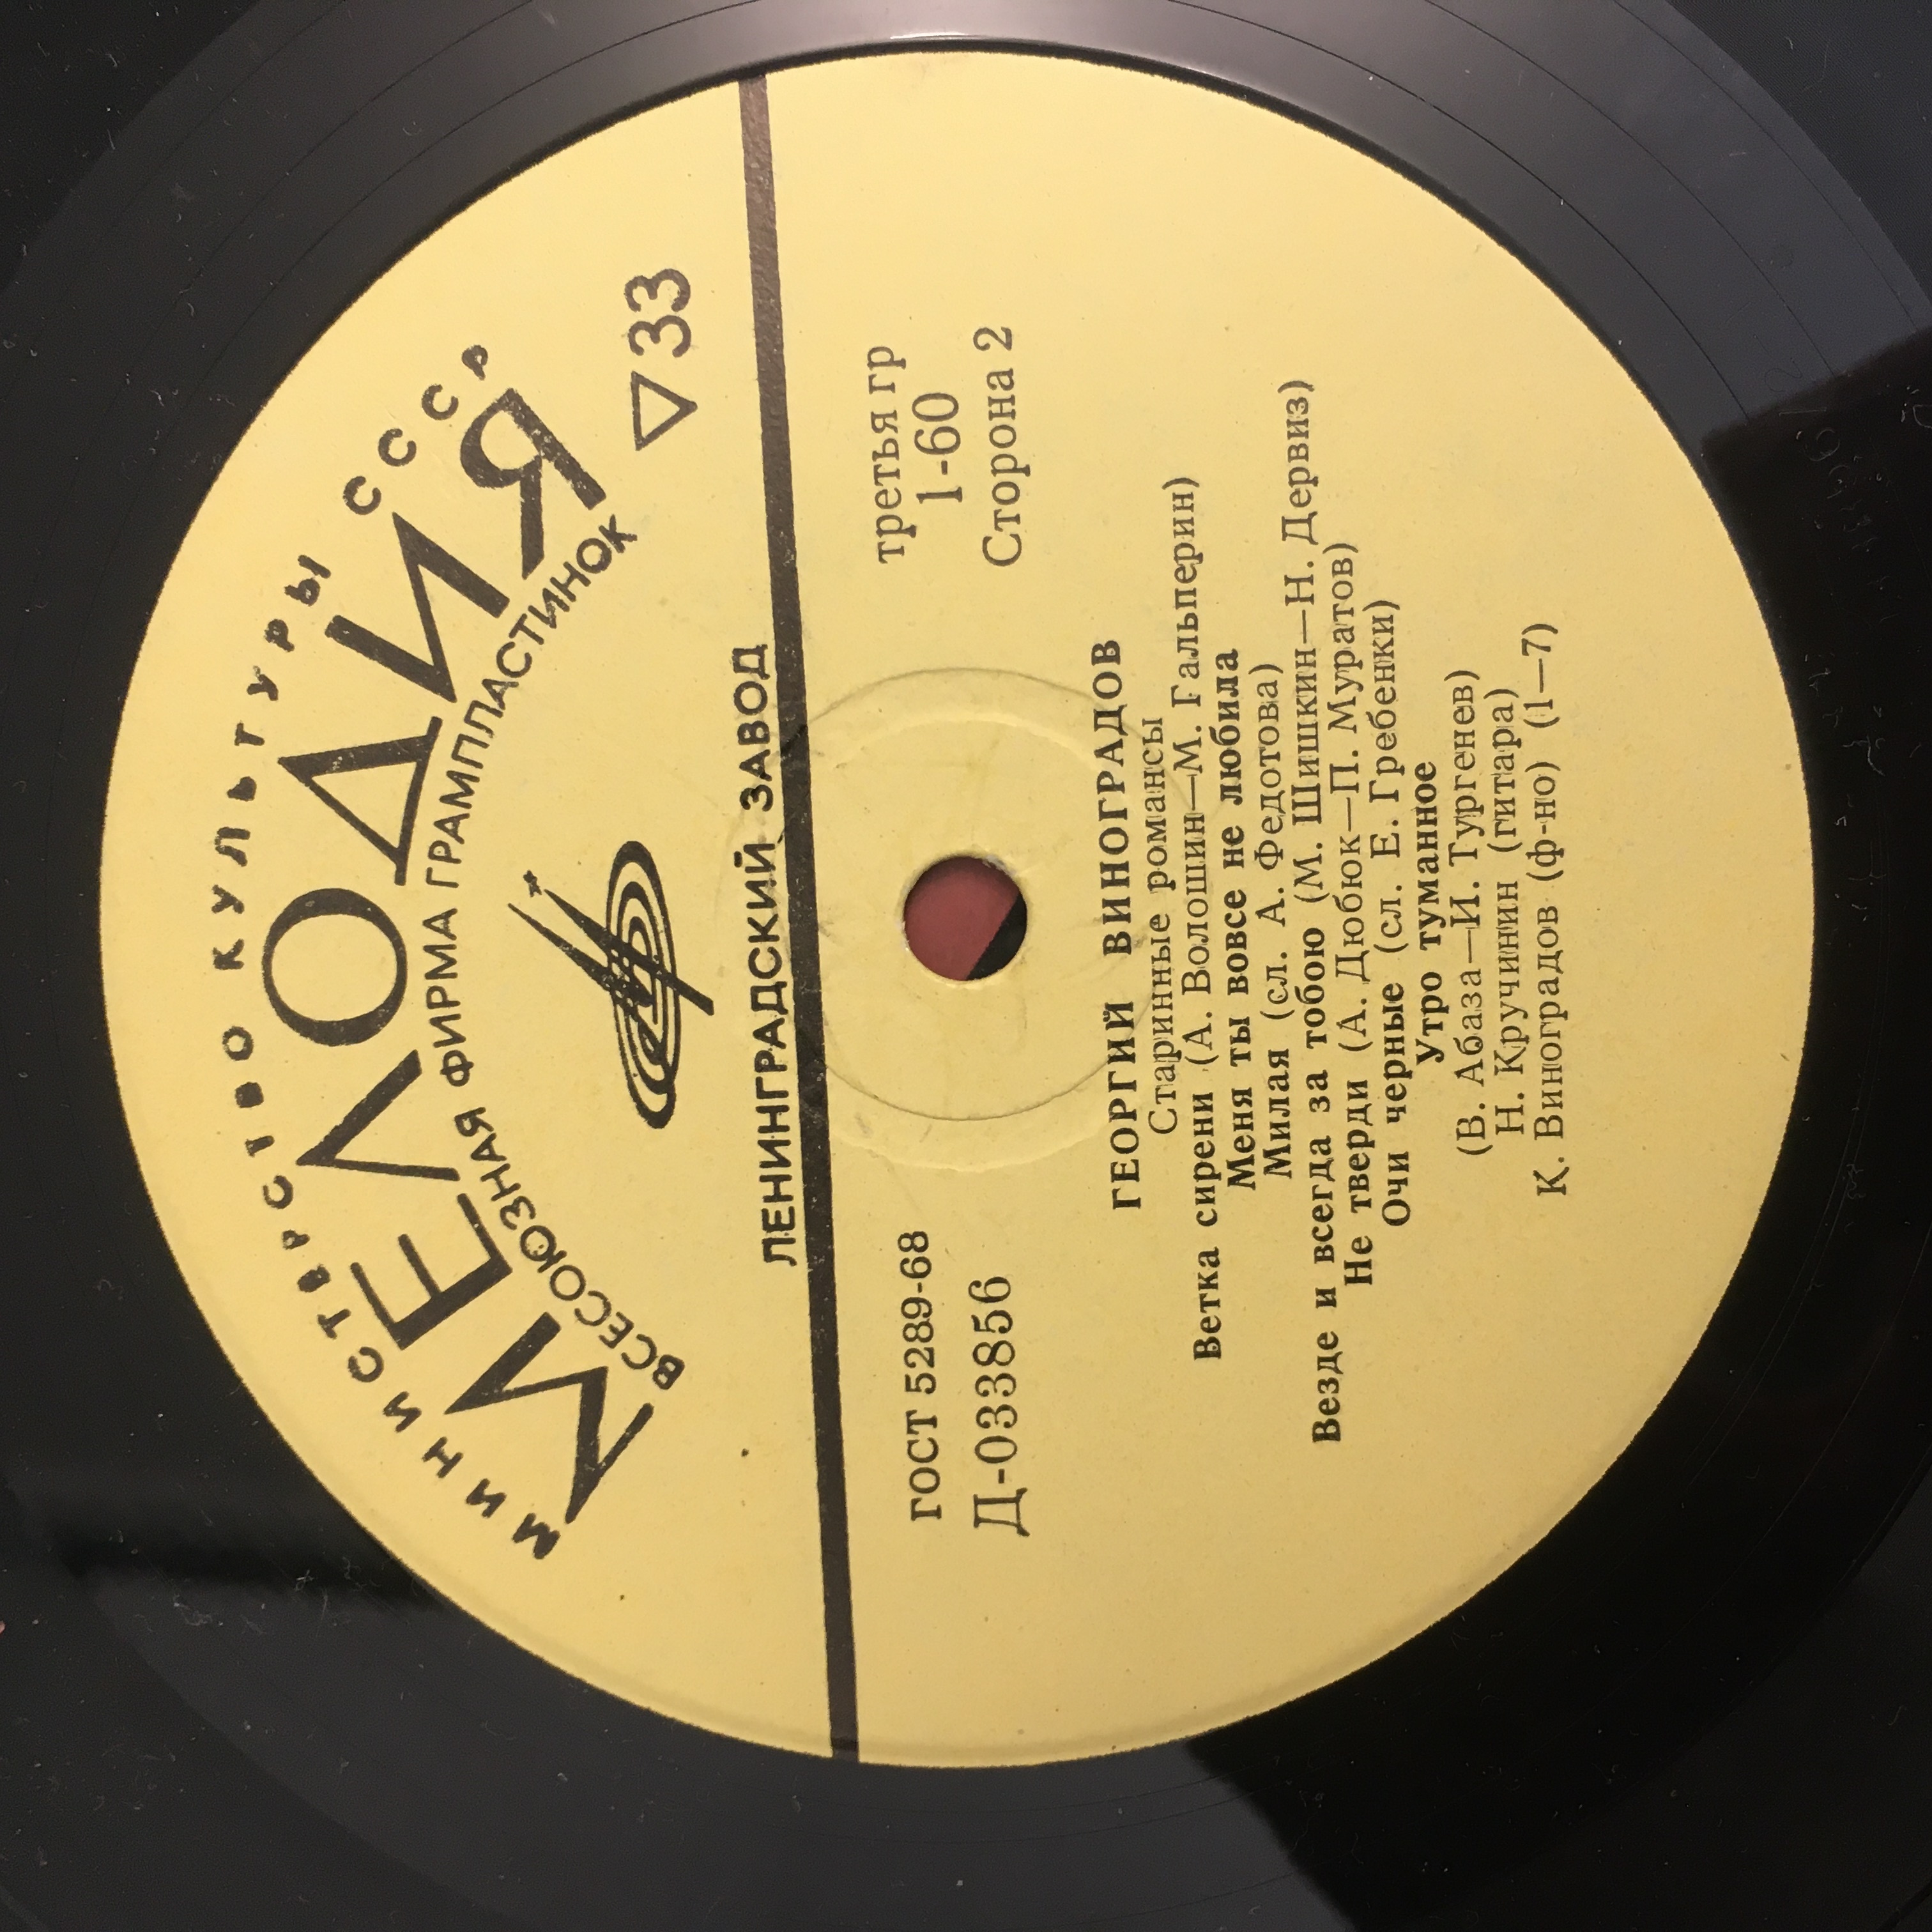 МИНИСТЕРСТВО КУЛЬТУРЫ СССР
МЕЛОДИЯ
ВСЕСОЮЗНАЯ ФИРМА ГРАМПЛАСТИНОК
▽33
ЛЕНИНГРАДСКИЙ ЗАВОД
ГОСТ 5289-68
Д-033856
третья гр
1-60
Сторона 2
ГЕОРГИЙ ВИНОГРАДОВ
Старинные романсы
Ветка сирени (А. Волошин—М. Гальперин)
Меня ты вовсе не любила
Милая (сл. А. Федотова)
Везде и всегда за тобою (М. Шишкин—Н. Дервиз)
Не тверди (А. Дюбюк—П. Муратов)
Очи черные (сл. Е. Гребенки)
Утро туманное
(В. Абаза—И. Тургенев)
Н. Кручинин (гитара)
К. Виноградов (ф-но) (1—7)